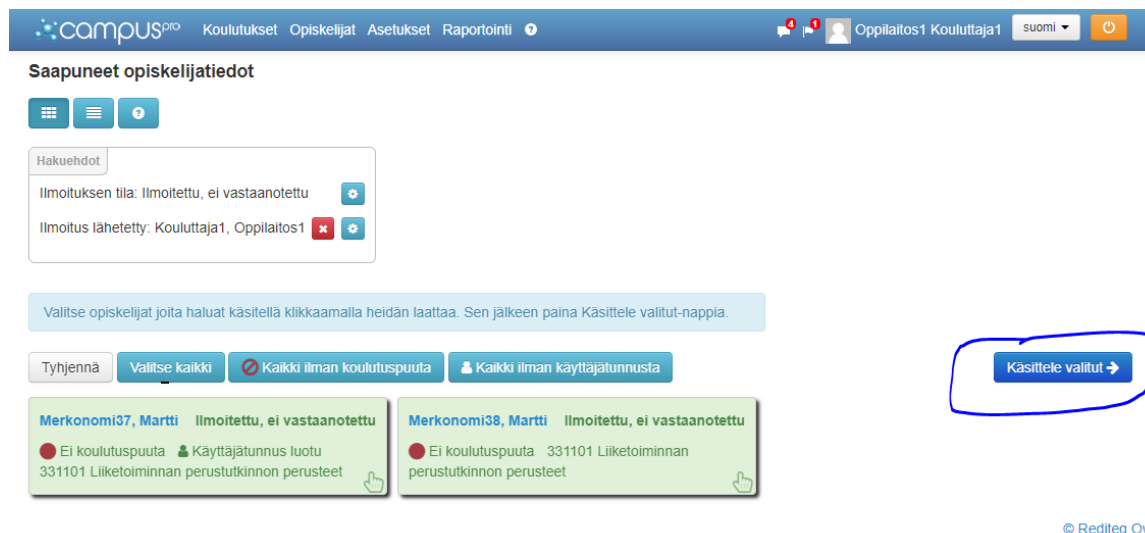 campuspro Koulutukset Opiskelijat Asetukset Raportointi ? 4 1 Oppilaitos1 Kouluttaja1 suomi
Saapuneet opiskelijatiedot
?
Hakuehdot
Ilmoituksen tila: Ilmoitettu, ei vastaanotettu
Ilmoitus lähetetty: Kouluttaja1, Oppilaitos1
Valitse opiskelijat joita haluat käsitellä klikkaamalla heidän laattaa. Sen jälkeen paina Käsittele valitut-nappia.
Tyhjennä Valitse kaikki Kaikki ilman koulutuspuuta Kaikki ilman käyttäjätunnusta Käsittele valitut
Merkonomi37, Martti Ilmoitettu, ei vastaanotettu
Ei koulutuspuuta Käyttäjätunnus luotu
331101 Liiketoiminnan perustutkinnon perusteet
Merkonomi38, Martti Ilmoitettu, ei vastaanotettu
Ei koulutuspuuta 331101 Liiketoiminnan
perustutkinnon perusteet
© Rediteq Oy